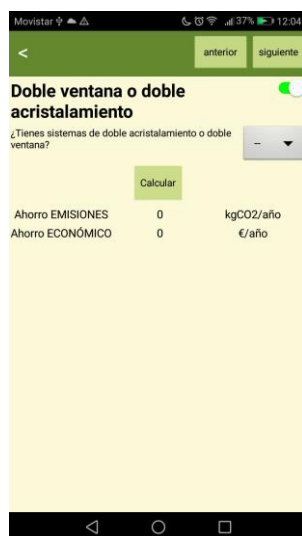 Movistar 37% 12:04
< anterior siguiente
Doble ventana o doble
acristalamiento
¿Tienes sistemas de doble acristalamiento o doble
ventana?
--
Calcular
Ahorro EMISIONES 0 kgCO2/año
Ahorro ECONÓMICO 0 €/año